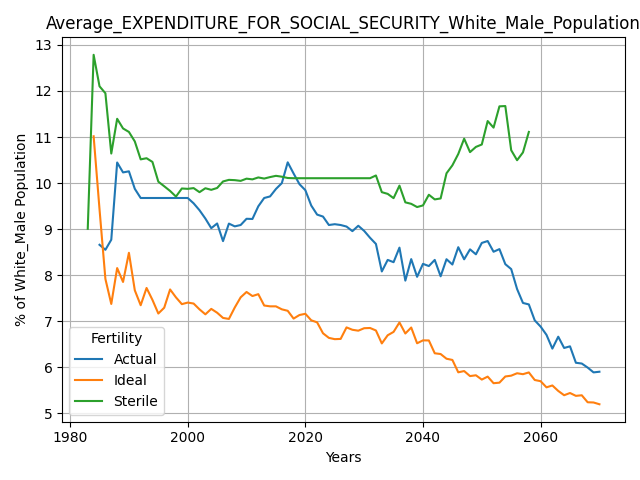 Average_EXPENDITURE_FOR_SOCIAL_SECURITY_White_Male_Population
% of White_Male Population
13
12
11
10
9
8
7
6
5
Fertility
Actual
Ideal
Sterile
1980
2000
2020
2040
2060
Years